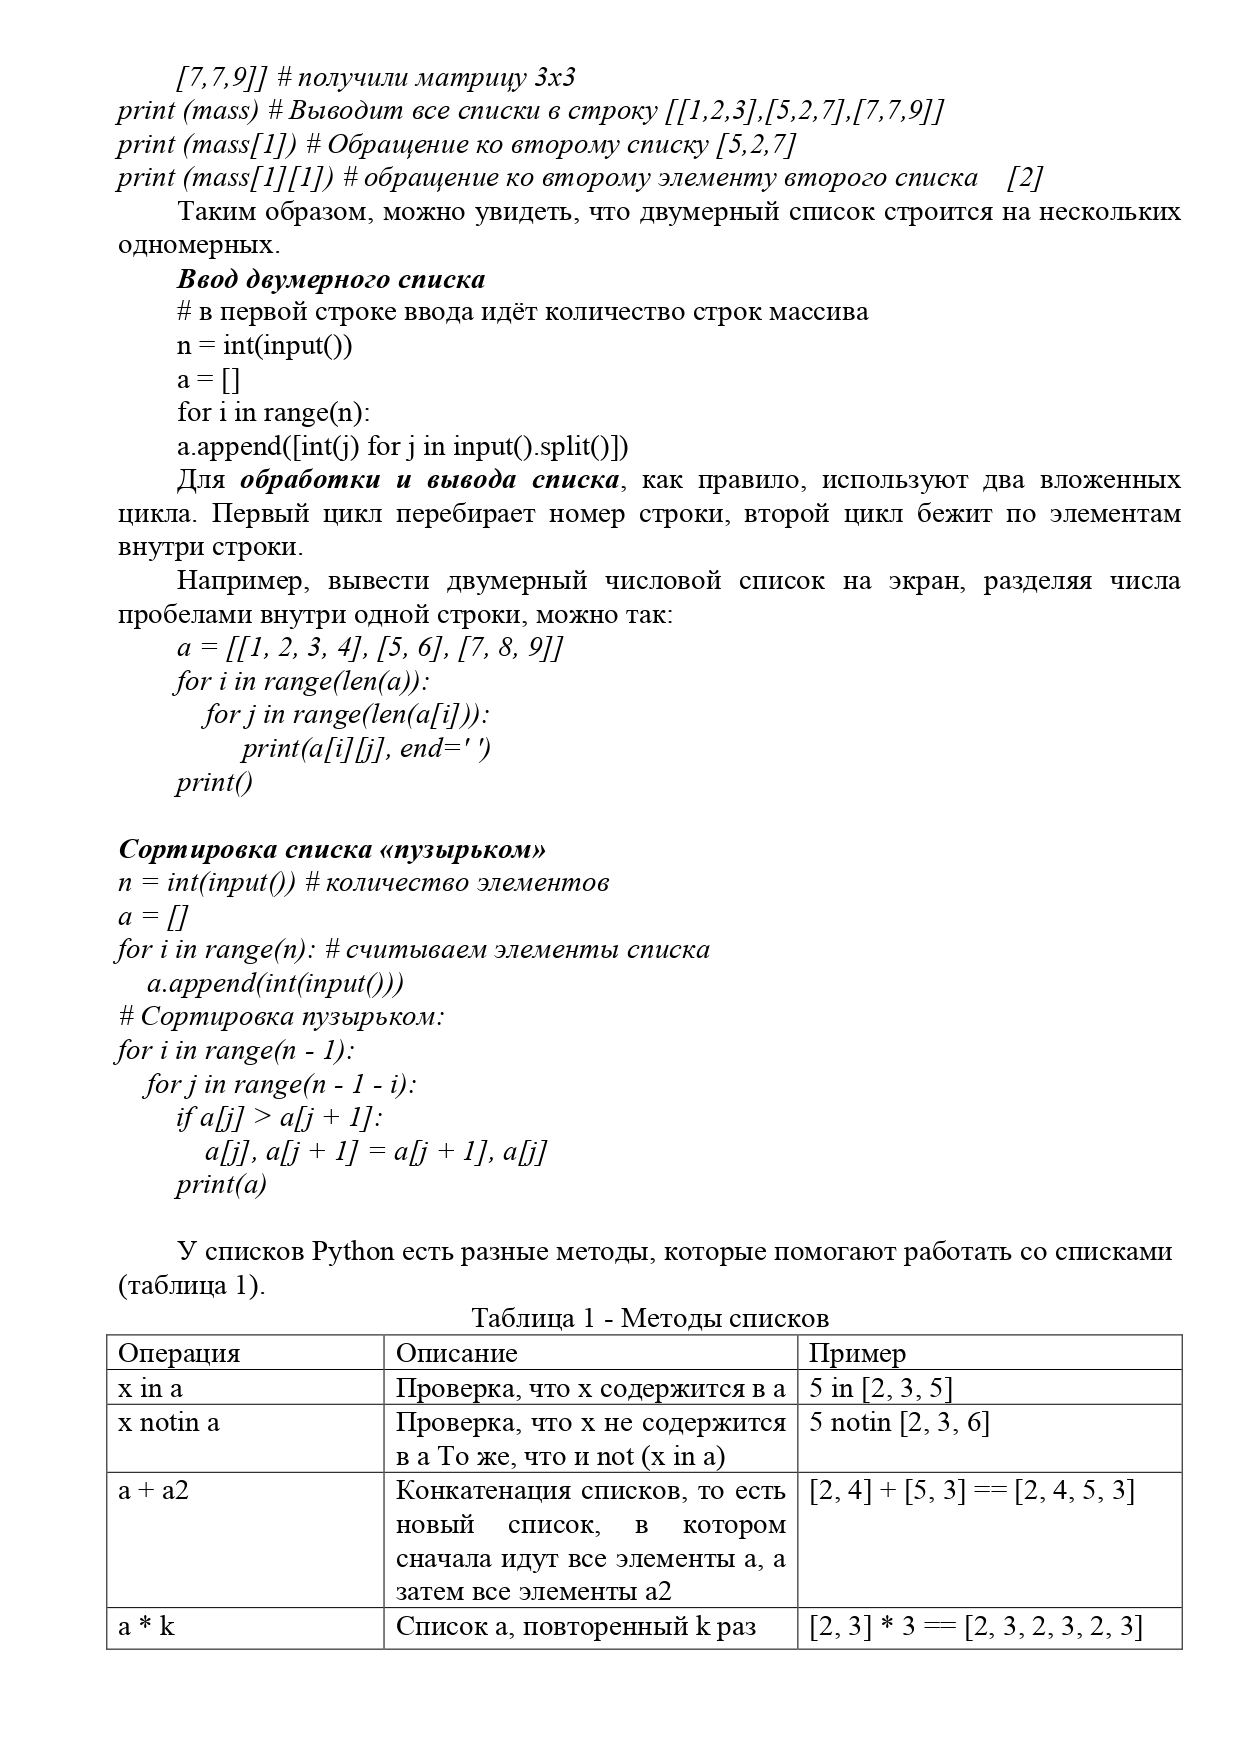 [7,7,9]] # получили матрицу 3x3
print (mass) # Выводит все списки в строку [[1,2,3],[5,2,7],[7,7,9]]
print (mass[1]) # Обращение ко второму списку [5,2,7]
print (mass[1][1]) # обращение ко второму элементу второго списка [2]
Таким образом, можно увидеть, что двумерный список строится на нескольких
одномерных.
Ввод двумерного списка
# в первой строке ввода идёт количество строк массива
n = int(input())
a = []
for i in range(n):
a.append([int(j) for j in input().split()])
Для обработки и вывода списка, как правило, используют два вложенных
цикла. Первый цикл перебирает номер строки, второй цикл бежит по элементам
внутри строки.
Например, вывести двумерный числовой список на экран, разделяя числа
пробелами внутри одной строки, можно так:
a = [[1, 2, 3, 4], [5, 6], [7, 8, 9]]
for i in range(len(a)):
for j in range(len(a[i])):
print(a[i][j], end=' ')
print()
Сортировка списка «пузырьком»
n = int(input()) # количество элементов
a = []
for i in range(n): # считываем элементы списка
a.append(int(input()))
# Сортировка пузырьком:
for i in range(n - 1):
for j in range(n - 1 - i):
if a[j] > a[j + 1]:
a[j], a[j + 1] = a[j + 1], a[j]
print(a)
У списков Python есть разные методы, которые помогают работать со списками
(таблица 1).
Таблица 1 - Методы списков
Операция Описание Пример
x in a Проверка, что x содержится в a 5 in [2, 3, 5]
x notin a Проверка, что x не содержится 5 notin [2, 3, 6]
в a То же, что и not (x in a)
a + a2 Конкатенация списков, то есть [2, 4] + [5, 3] == [2, 4, 5, 3]
новый список, в котором
сначала идут все элементы a, а
затем все элементы a2
a * k Список a, повторенный k раз [2, 3] * 3 == [2, 3, 2, 3, 2, 3]